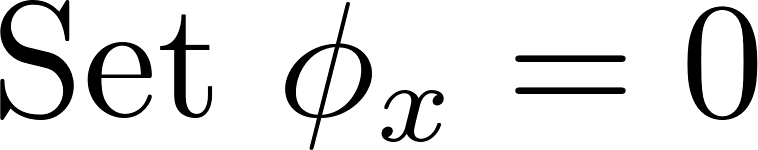 Set $\phi_x = 0$